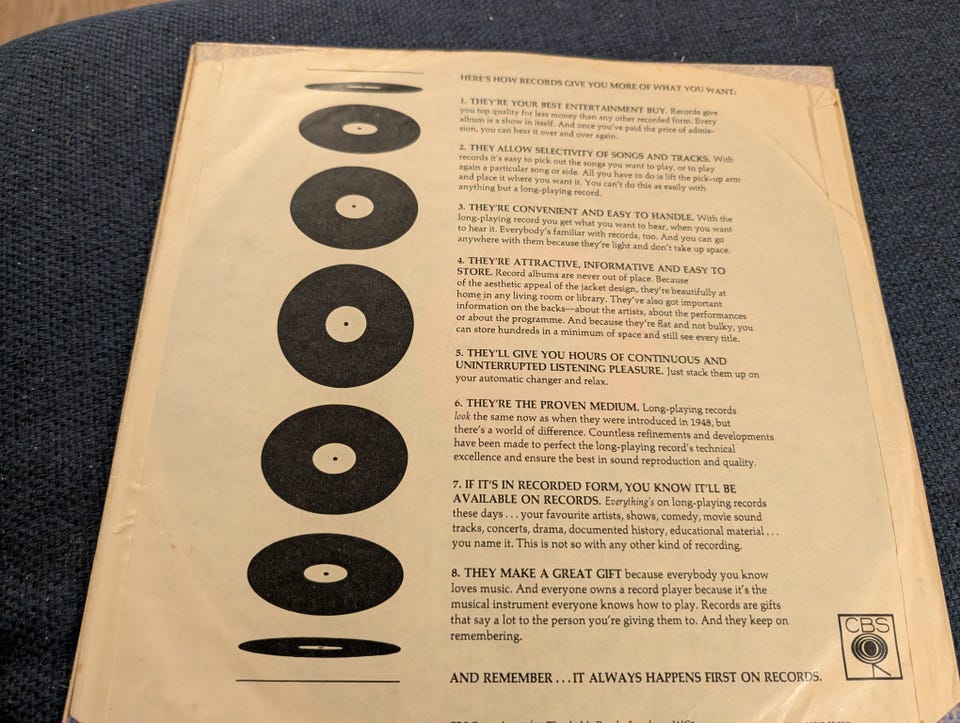 HERE'S HOW RECORDS GIVE YOU MORE OF WHAT YOU WANT:
1. THEY'RE YOUR BEST ENTERTAINMENT BUY. Records give
you top quality for less money than any other recorded form. Every
album is a show in itself. And once you've paid the price of admis-
sion, you can hear it over and over again.
2. THEY ALLOW SELECTIVITY OF SONGS AND TRACKS. With
records it's easy to pick out the songs you want to play, or to play
again a particular song or side. All you have to do is lift the pick-up arm
and place it where you want it. You can't do this as easily with
anything but a long-playing record.
3. THEY'RE CONVENIENT AND EASY TO HANDLE. With the
long-playing record you get what you want to hear, when you want
to hear it. Everybody's familiar with records, too. And you can go
anywhere with them because they're light and don't take up space.
4. THEY'RE ATTRACTIVE, INFORMATIVE AND EASY TO
STORE. Record albums are never out of place. Because
of the aesthetic appeal of the jacket design, they're beautifully at
home in any living room or library. They've also got important
information on the backs—about the artists, about the performances
or about the programme. And because they're flat and not bulky, you
can store hundreds in a minimum of space and still see every title.
5. THEY'LL GIVE YOU HOURS OF CONTINUOUS AND
UNINTERRUPTED LISTENING PLEASURE. Just stack them up on
your automatic changer and relax.
6. THEY'RE THE PROVEN MEDIUM. Long-playing records
look the same now as when they were introduced in 1948, but
there's a world of difference. Countless refinements and developments
have been made to perfect the long-playing record's technical
excellence and ensure the best in sound reproduction and quality.
7. IF IT'S IN RECORDED FORM, YOU KNOW IT'LL BE
AVAILABLE ON RECORDS. Everything's on long-playing records
these days . . . your favourite artists, shows, comedy, movie sound
tracks, concerts, drama, documented history, educational material . . .
you name it. This is not so with any other kind of recording.
8. THEY MAKE A GREAT GIFT because everybody you know
loves music. And everyone owns a record player because it's the
musical instrument everyone knows how to play. Records are gifts
that say a lot to the person you're giving them to. And they keep on
remembering.
CBS
AND REMEMBER . . . IT ALWAYS HAPPENS FIRST ON RECORDS.